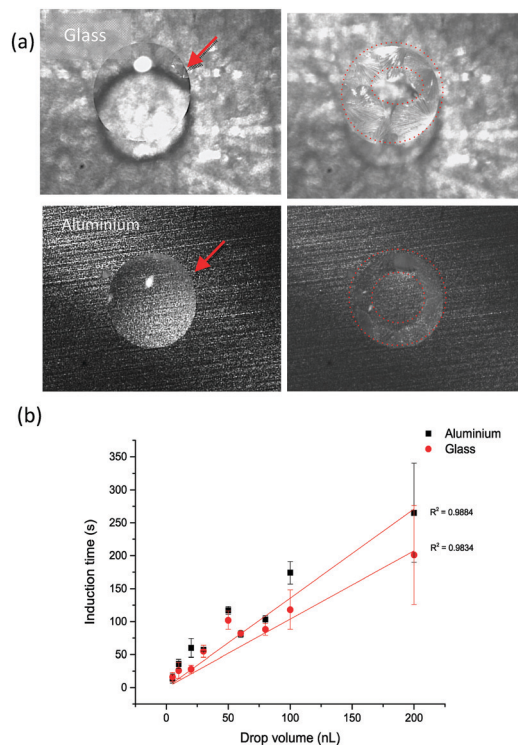 (a)
Glass
Aluminium
(b)
Aluminium
Glass
350
300
250
200
150
100
50
0
R² = 0.9884
R² = 0.9834
Induction time (s)
0
50
100
150
200
Drop volume (nL)